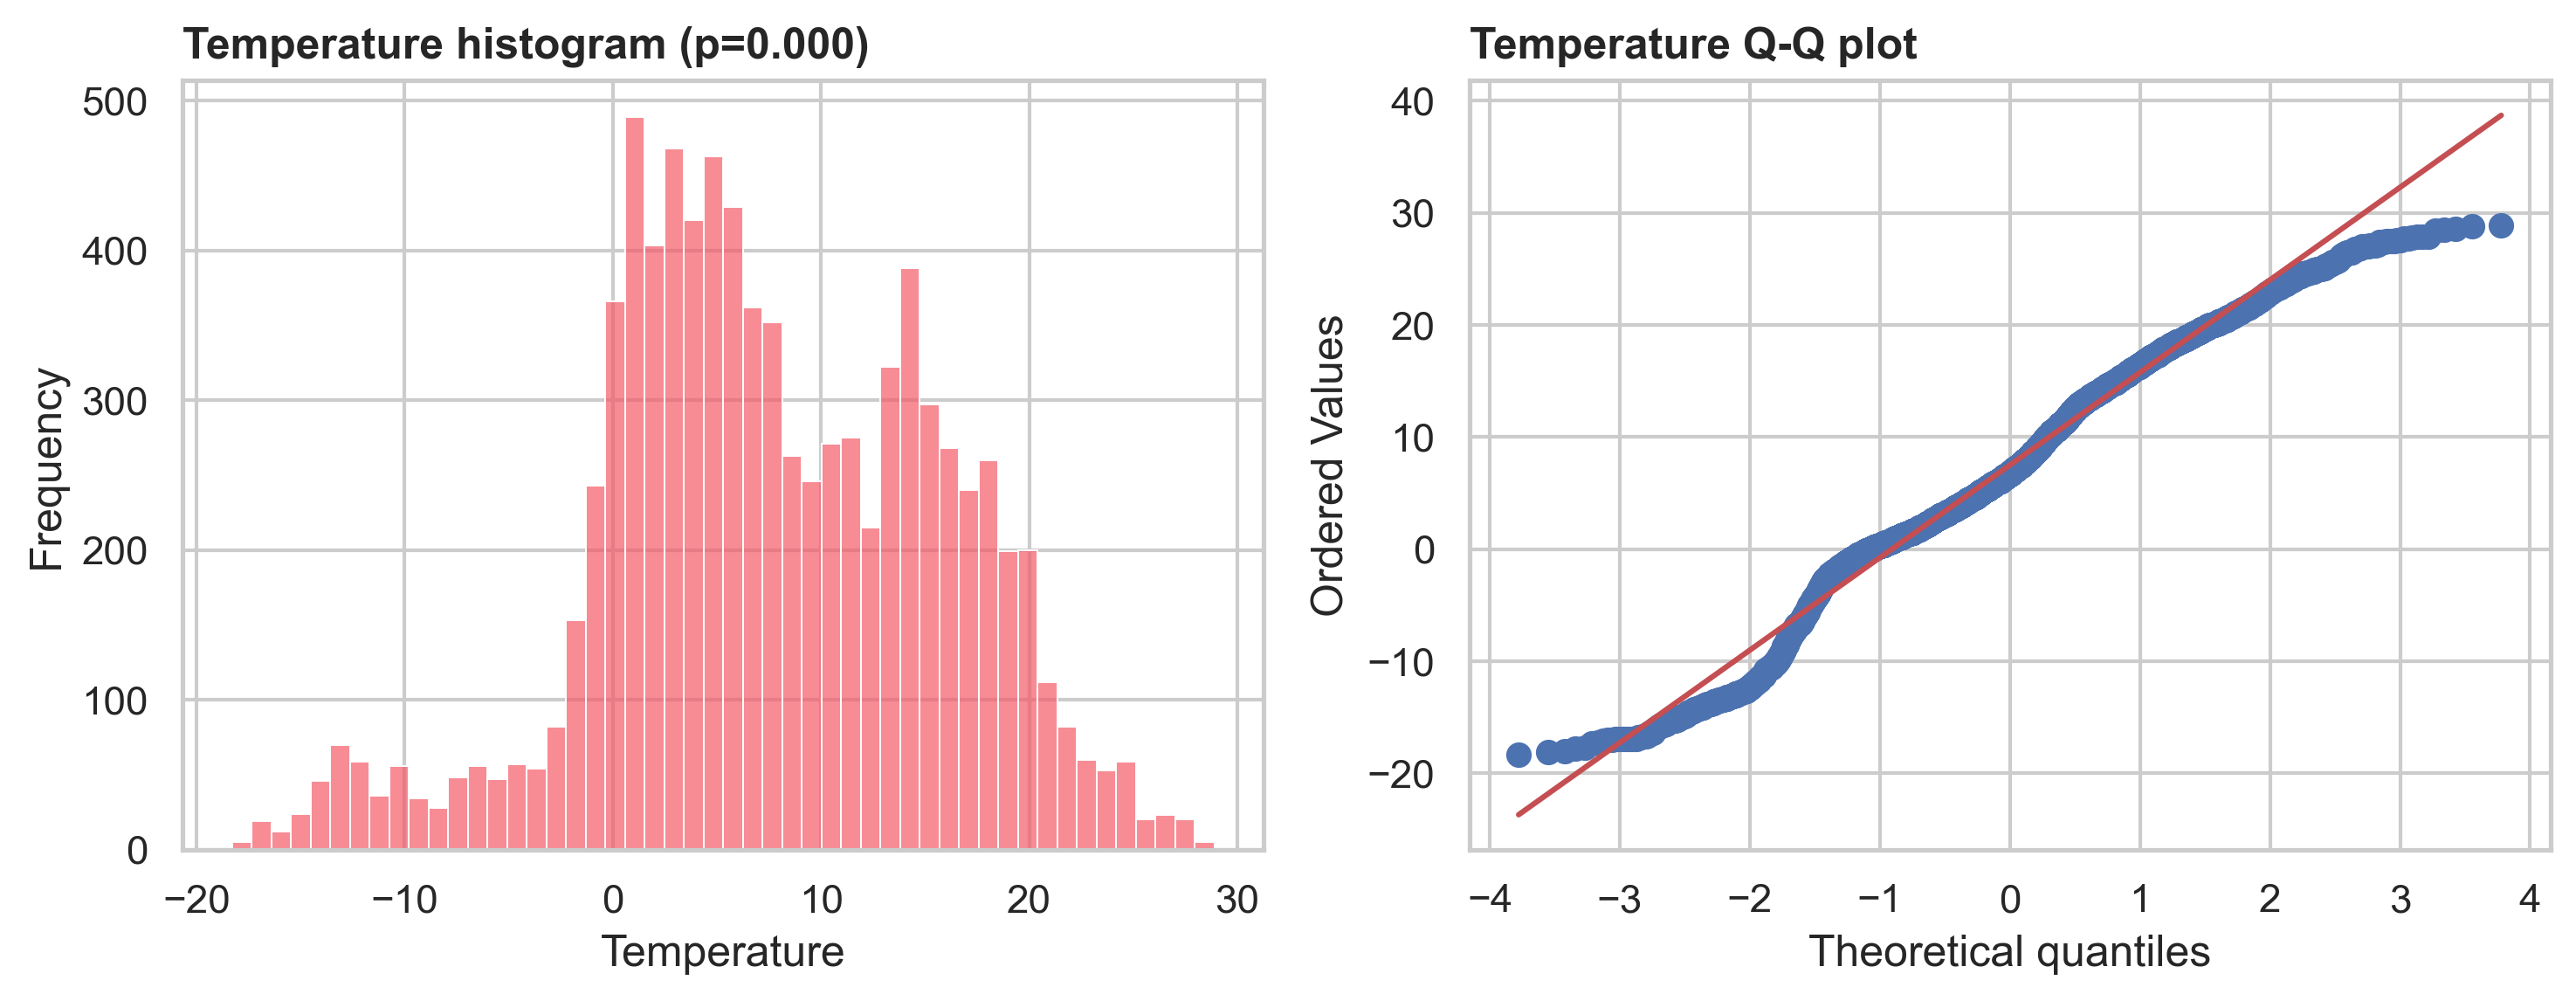 Temperature histogram (p=0.000)
500
400
300
200
100
0
Frequency
−20 −10 0 10 20 30
Temperature
Temperature Q-Q plot
40
30
20
10
0
−10
−20
Ordered Values
−4 −3 −2 −1 0 1 2 3 4
Theoretical quantiles